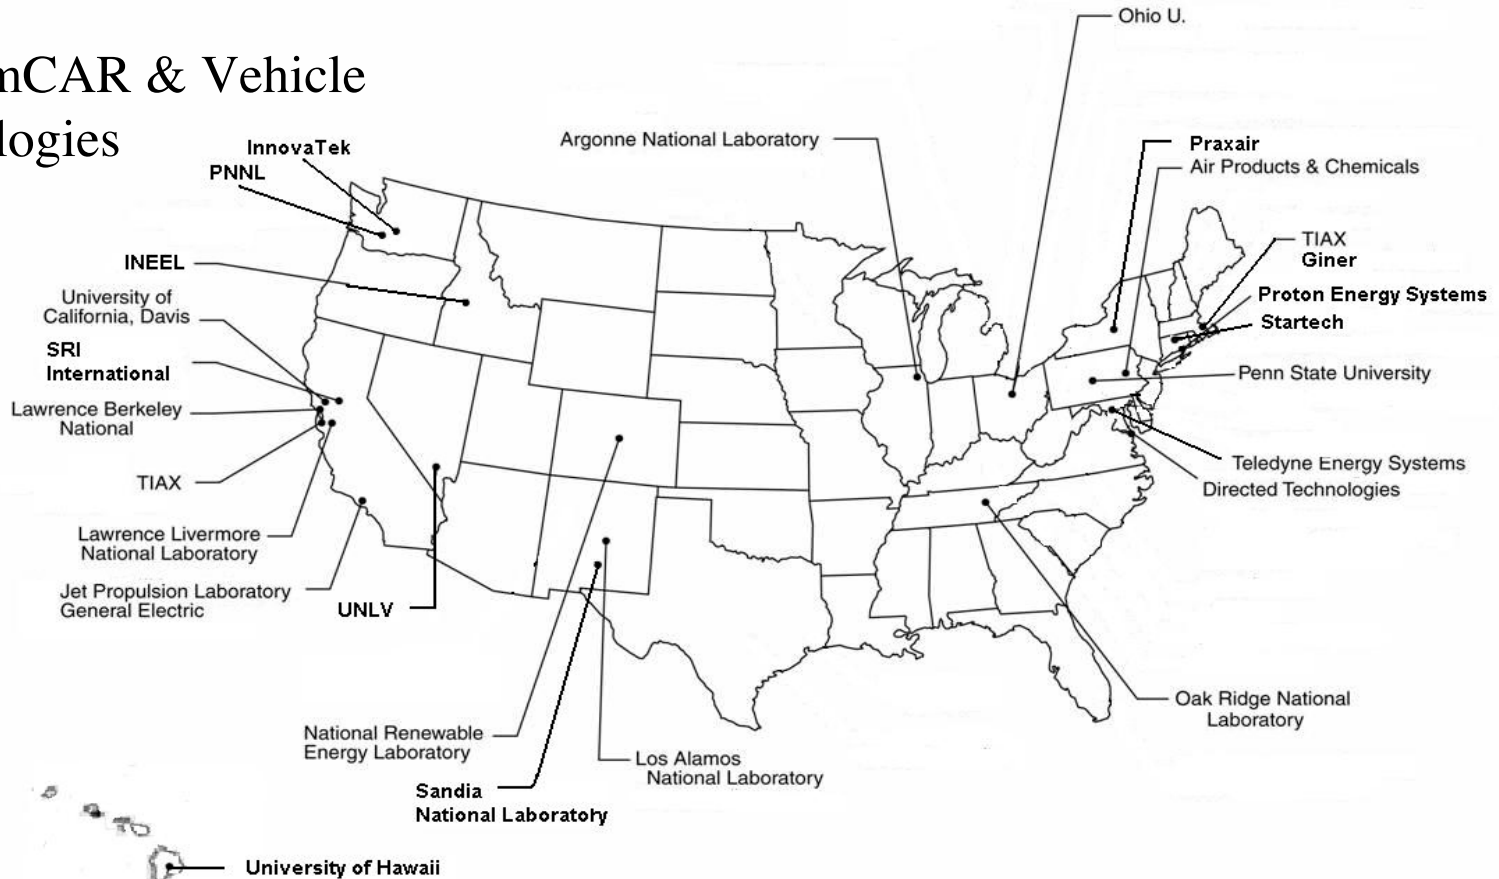 Ohio U.
mCAR & Vehicle
logies
Argonne National Laboratory
InnovaTek
PNNL
Praxair
Air Products & Chemicals
TIAX
Giner
INEEL
University of
California, Davis
Proton Energy Systems
Startech
SRI
International
Penn State University
Lawrence Berkeley
National
TIAX
Teledyne Energy Systems
Directed Technologies
Lawrence Livermore
National Laboratory
Jet Propulsion Laboratory
General Electric
UNLV
Oak Ridge National
Laboratory
National Renewable
Energy Laboratory
Los Alamos
National Laboratory
Sandia
National Laboratory
University of Hawaii